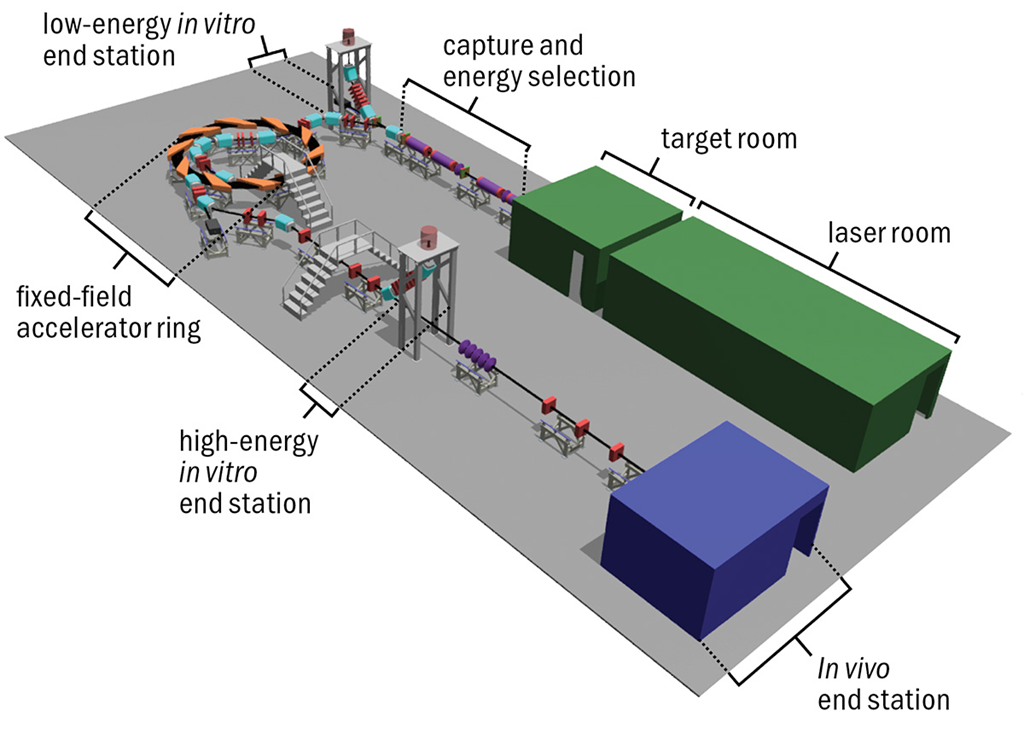 low-energy in vitro
end station
capture and
energy selection
target room
laser room
fixed-field
accelerator ring
high-energy
in vitro
end station
In vivo
end station